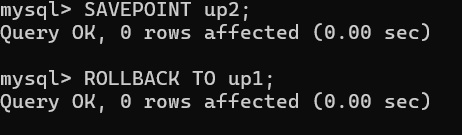 mysql> SAVEPOINT up2;
Query OK, 0 rows affected (0.00 sec)
mysql> ROLLBACK TO up1;
Query OK, 0 rows affected (0.00 sec)